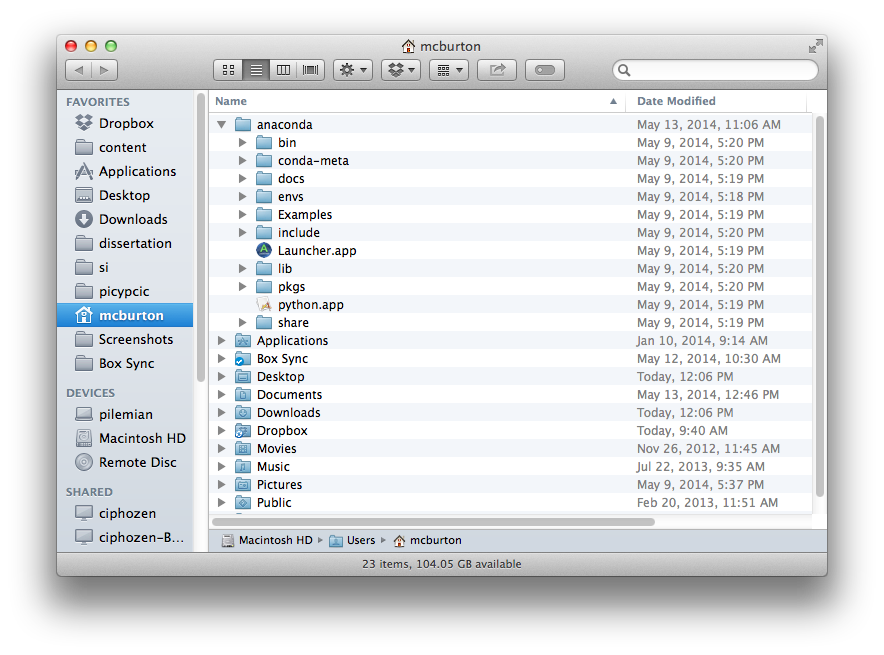 mcburton
FAVORITES
Dropbox
content
Applications
Desktop
Downloads
dissertation
si
picypcic
mcburton
Screenshots
Box Sync
DEVICES
pilemian
Macintosh HD
Remote Disc
SHARED
ciphozen
ciphozen-B...
Name Date Modified
anaconda May 13, 2014, 11:06 AM
bin May 9, 2014, 5:20 PM
conda-meta May 9, 2014, 5:20 PM
docs May 9, 2014, 5:19 PM
envs May 9, 2014, 5:18 PM
Examples May 9, 2014, 5:19 PM
include May 9, 2014, 5:20 PM
Launcher.app May 9, 2014, 5:19 PM
lib May 9, 2014, 5:20 PM
pkgs May 9, 2014, 5:20 PM
python.app May 9, 2014, 5:19 PM
share May 9, 2014, 5:19 PM
Applications Jan 10, 2014, 9:14 AM
Box Sync May 12, 2014, 10:30 AM
Desktop Today, 12:06 PM
Documents May 13, 2014, 12:46 PM
Downloads Today, 12:06 PM
Dropbox Today, 9:40 AM
Movies Nov 26, 2012, 11:45 AM
Music Jul 22, 2013, 9:35 AM
Pictures May 9, 2014, 5:37 PM
Public Feb 20, 2013, 11:51 AM
Macintosh HD Users mcburton
23 items, 104.05 GB available